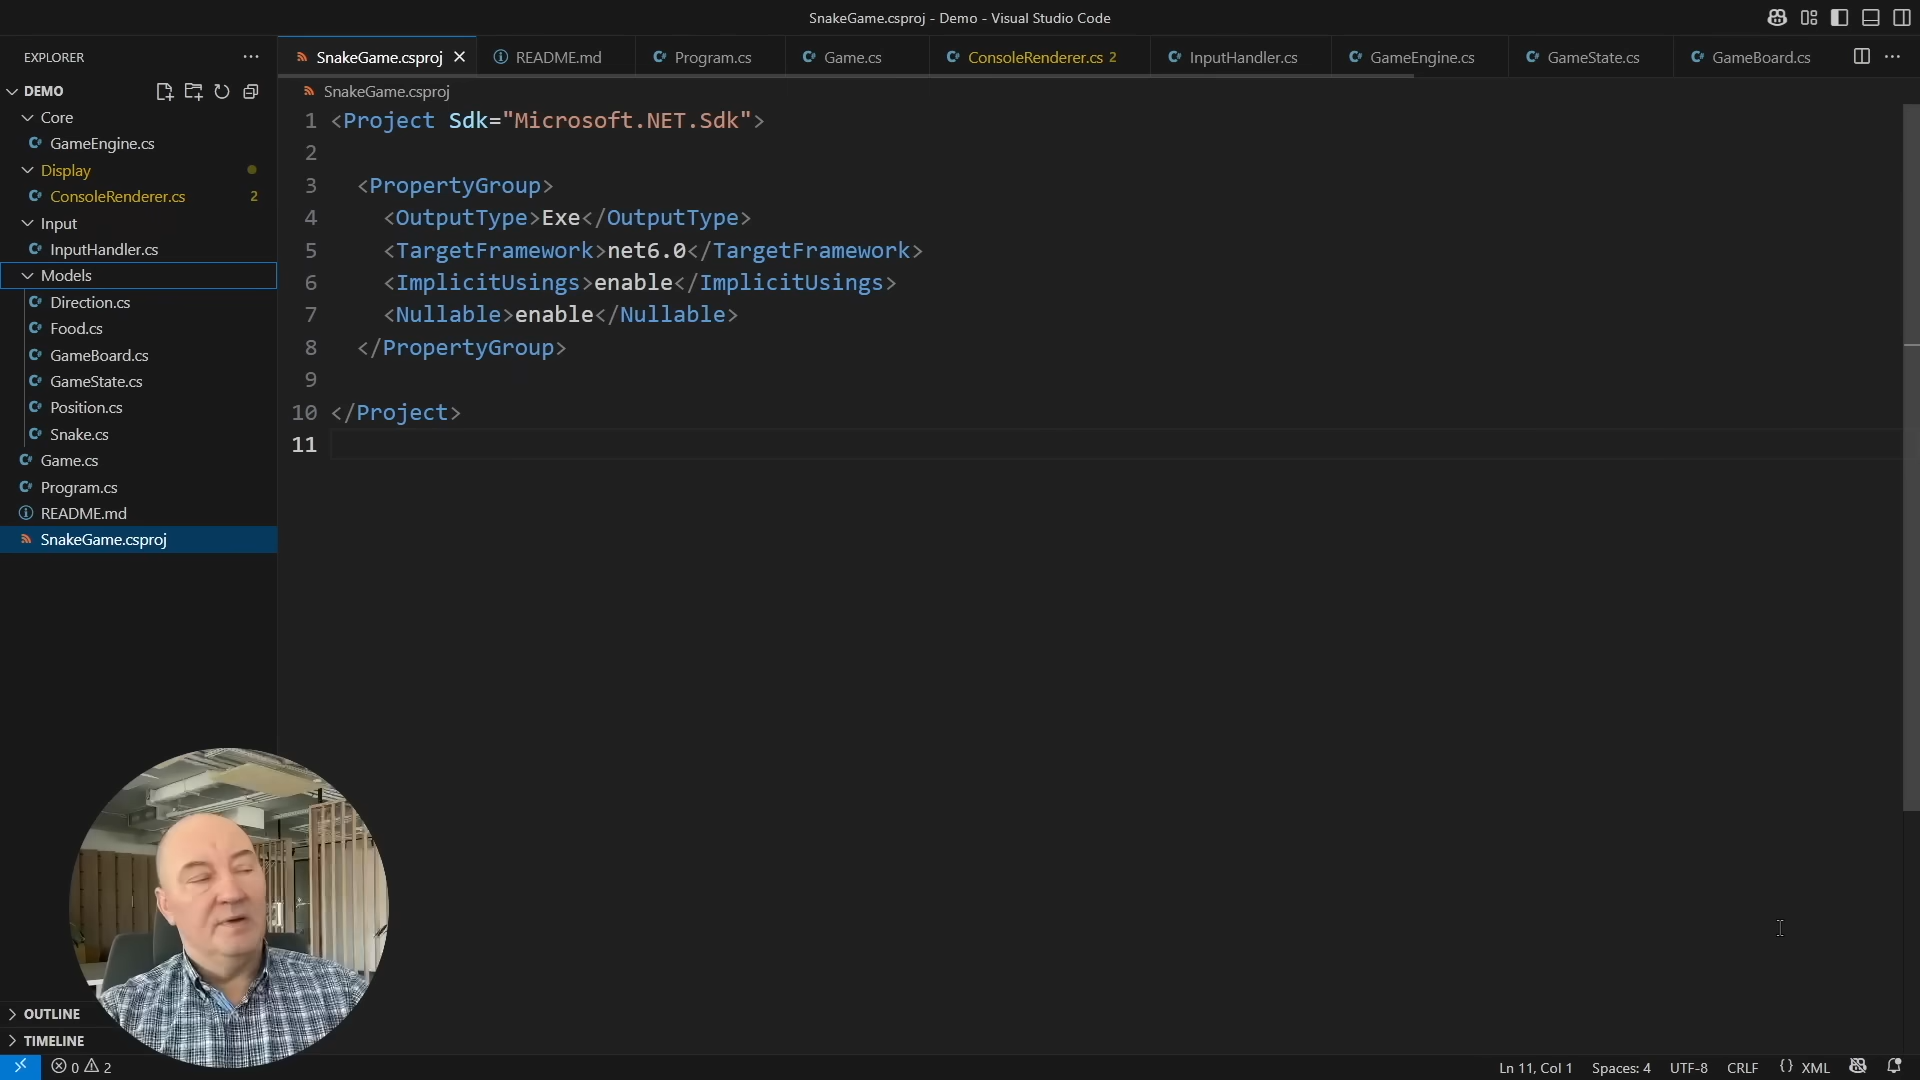 SnakeGame.csproj - Demo - Visual Studio Code
EXPLORER
DEMO
Core
GameEngine.cs
Display
ConsoleRenderer.cs 2
Input
InputHandler.cs
Models
Direction.cs
Food.cs
GameBoard.cs
GameState.cs
Position.cs
Snake.cs
Game.cs
Program.cs
README.md
SnakeGame.csproj
OUTLINE
TIMELINE
SnakeGame.csproj README.md Program.cs Game.cs ConsoleRenderer.cs 2 InputHandler.cs GameEngine.cs GameState.cs GameBoard.cs
SnakeGame.csproj
1 <Project Sdk="Microsoft.NET.Sdk">
2
3 <PropertyGroup>
4 <OutputType>Exe</OutputType>
5 <TargetFramework>net6.0</TargetFramework>
6 <ImplicitUsings>enable</ImplicitUsings>
7 <Nullable>enable</Nullable>
8 </PropertyGroup>
9
10 </Project>
11
0 2
Ln 11, Col 1 Spaces: 4 UTF-8 CRLF {} XML